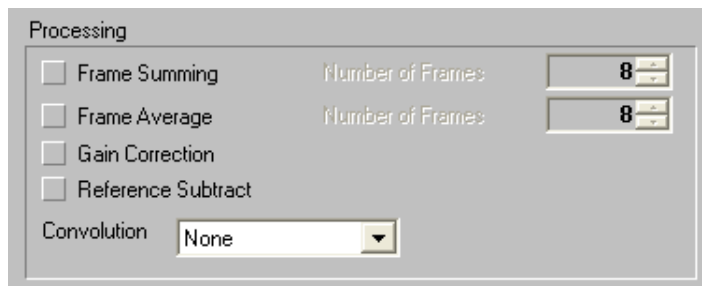 Processing
Frame Summing Number of Frames 8
Frame Average Number of Frames 8
Gain Correction
Reference Subtract
Convolution None